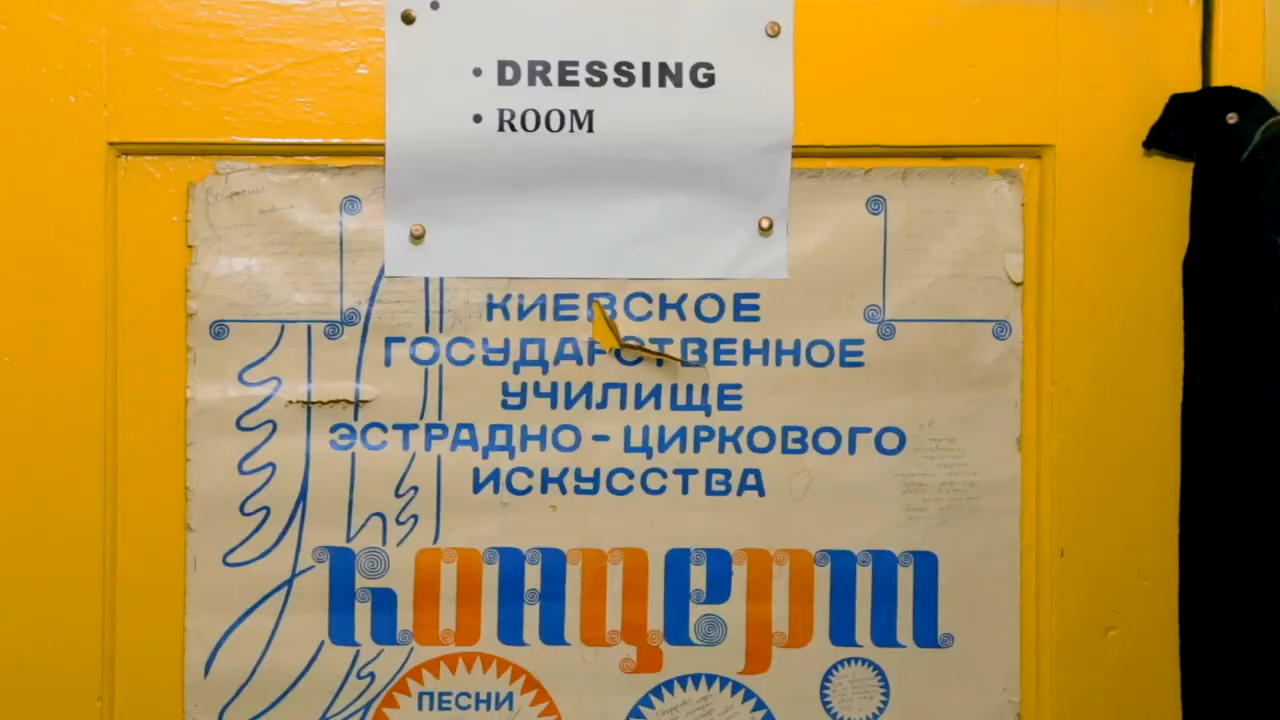 • DRESSING
• ROOM
КИЕВСКОЕ
ГОСУДАРСТВЕННОЕ
УЧИЛИЩЕ
ЭСТРАДНО-ЦИРКОВОГО
ИСКУССТВА
концерт
ПЕСНИ